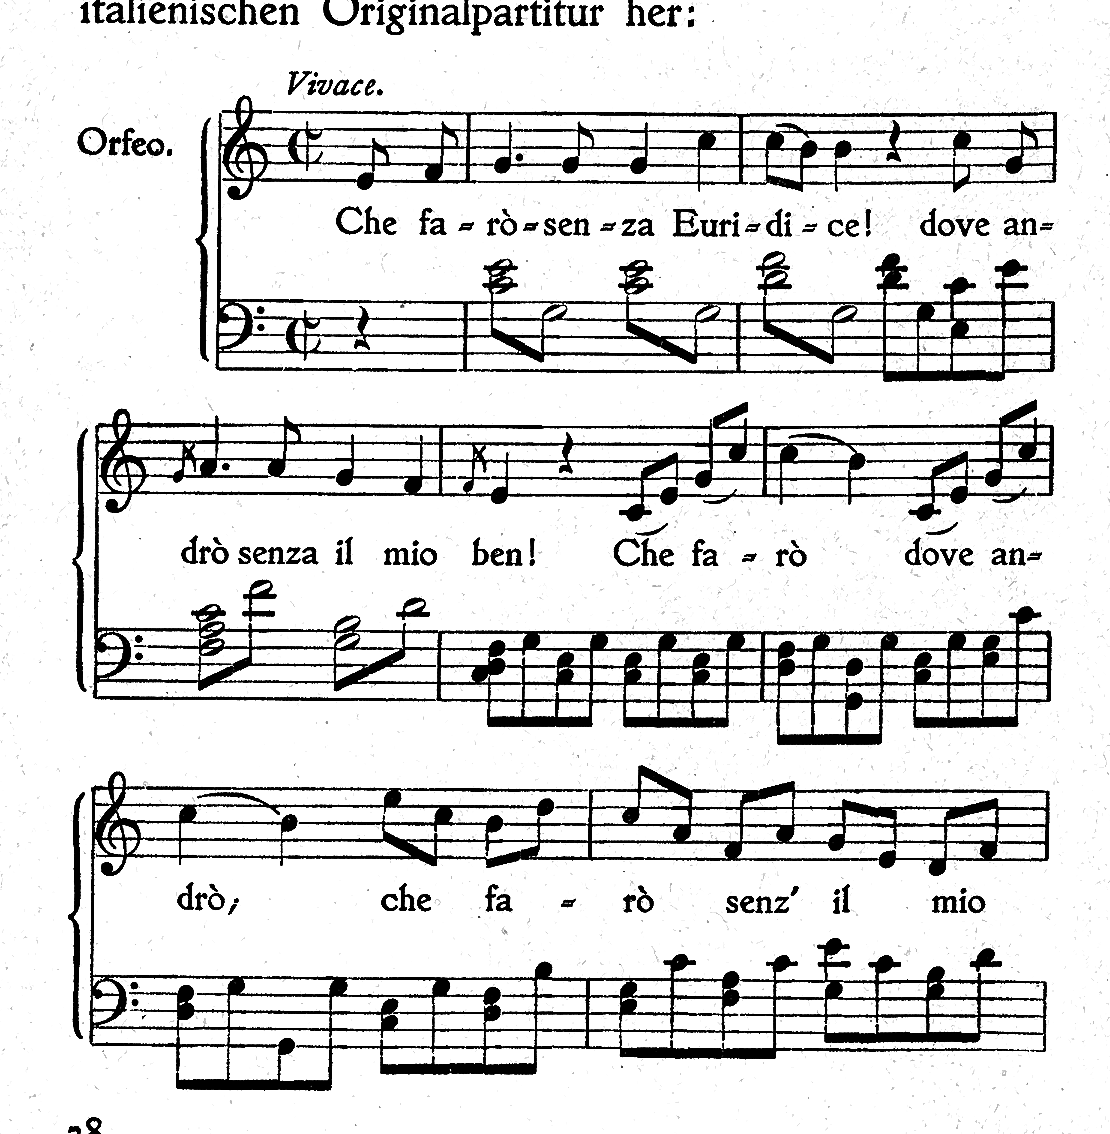 italienischen Originalpartitur her:
Vivace.
Orfeo.
Che fa-rò-sen-za Euri-di-ce! dove an-
drò senza il mio ben! Che fa-rò dove an-
drò; che fa-rò senz' il mio
28